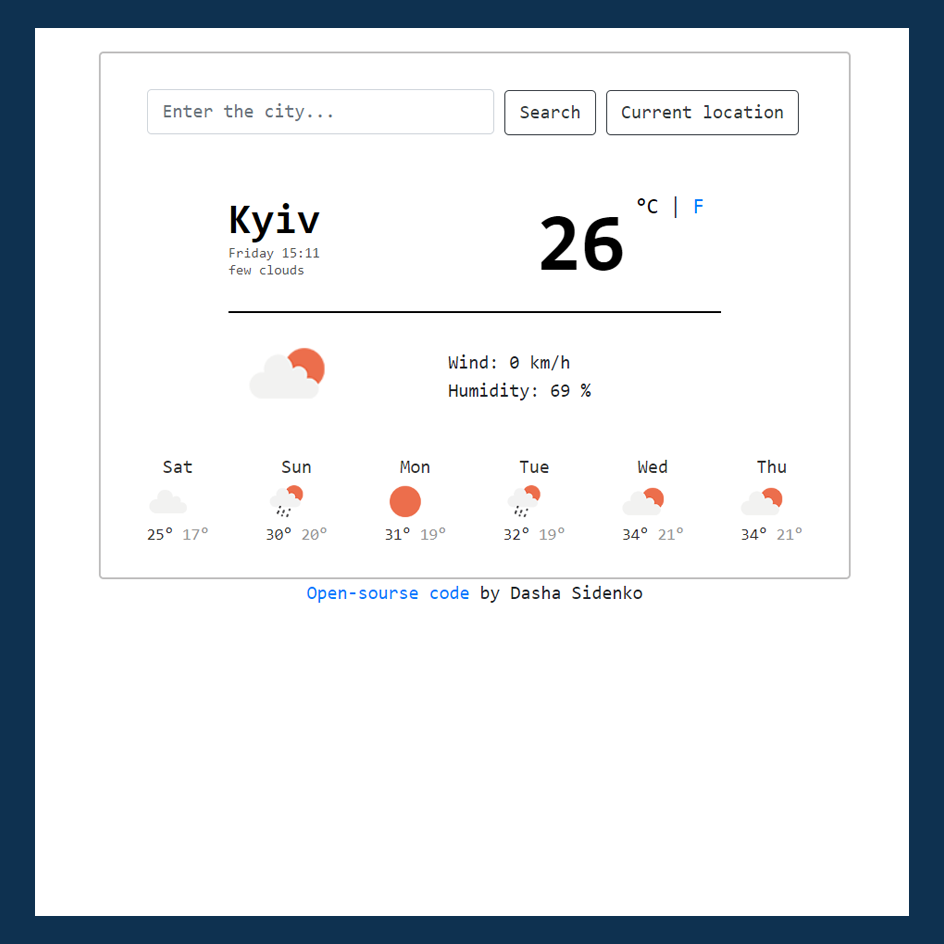 Enter the city... Search Current location
Kyiv
Friday 15:11
few clouds
26 °C | F
Wind: 0 km/h
Humidity: 69 %
Sat Sun Mon Tue Wed Thu
25° 17° 30° 20° 31° 19° 32° 19° 34° 21° 34° 21°
Open-sourse code by Dasha Sidenko